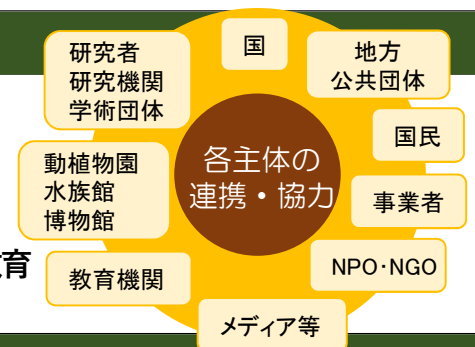 国
地方
公共団体
国民
事業者
NPO・NGO
メディア等
教育機関
動植物園
水族館
博物館
研究者
研究機関
学術団体
各主体の
連携・協力
育